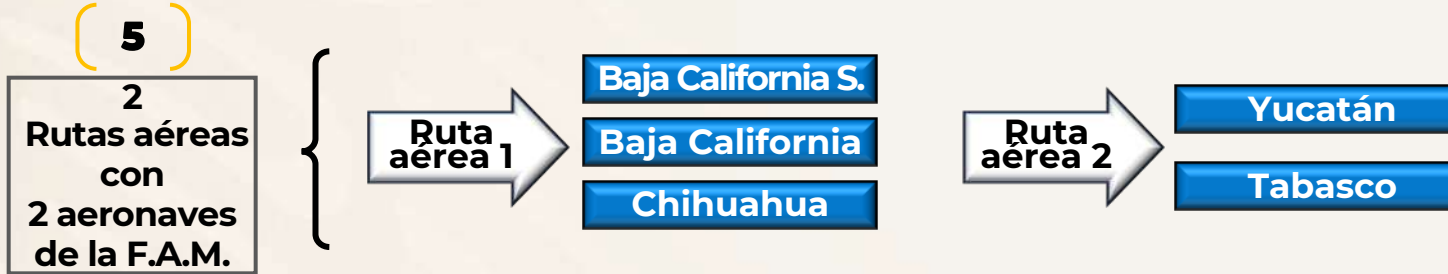 5
2
Rutas aéreas
con
2 aeronaves
de la F.A.M.
Ruta
aérea 1
Baja California S.
Baja California
Chihuahua
Ruta
aérea 2
Yucatán
Tabasco